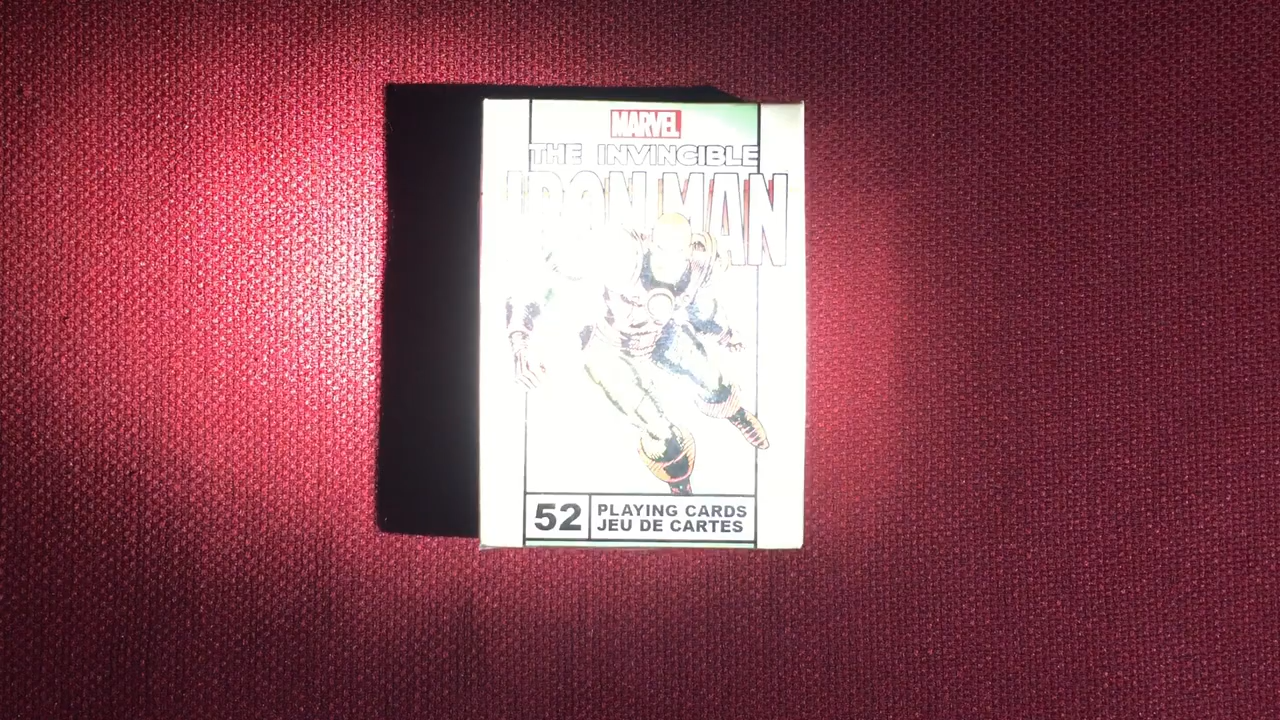 MARVEL
THE INVINCIBLE
IRON MAN
52
PLAYING CARDS
JEU DE CARTES